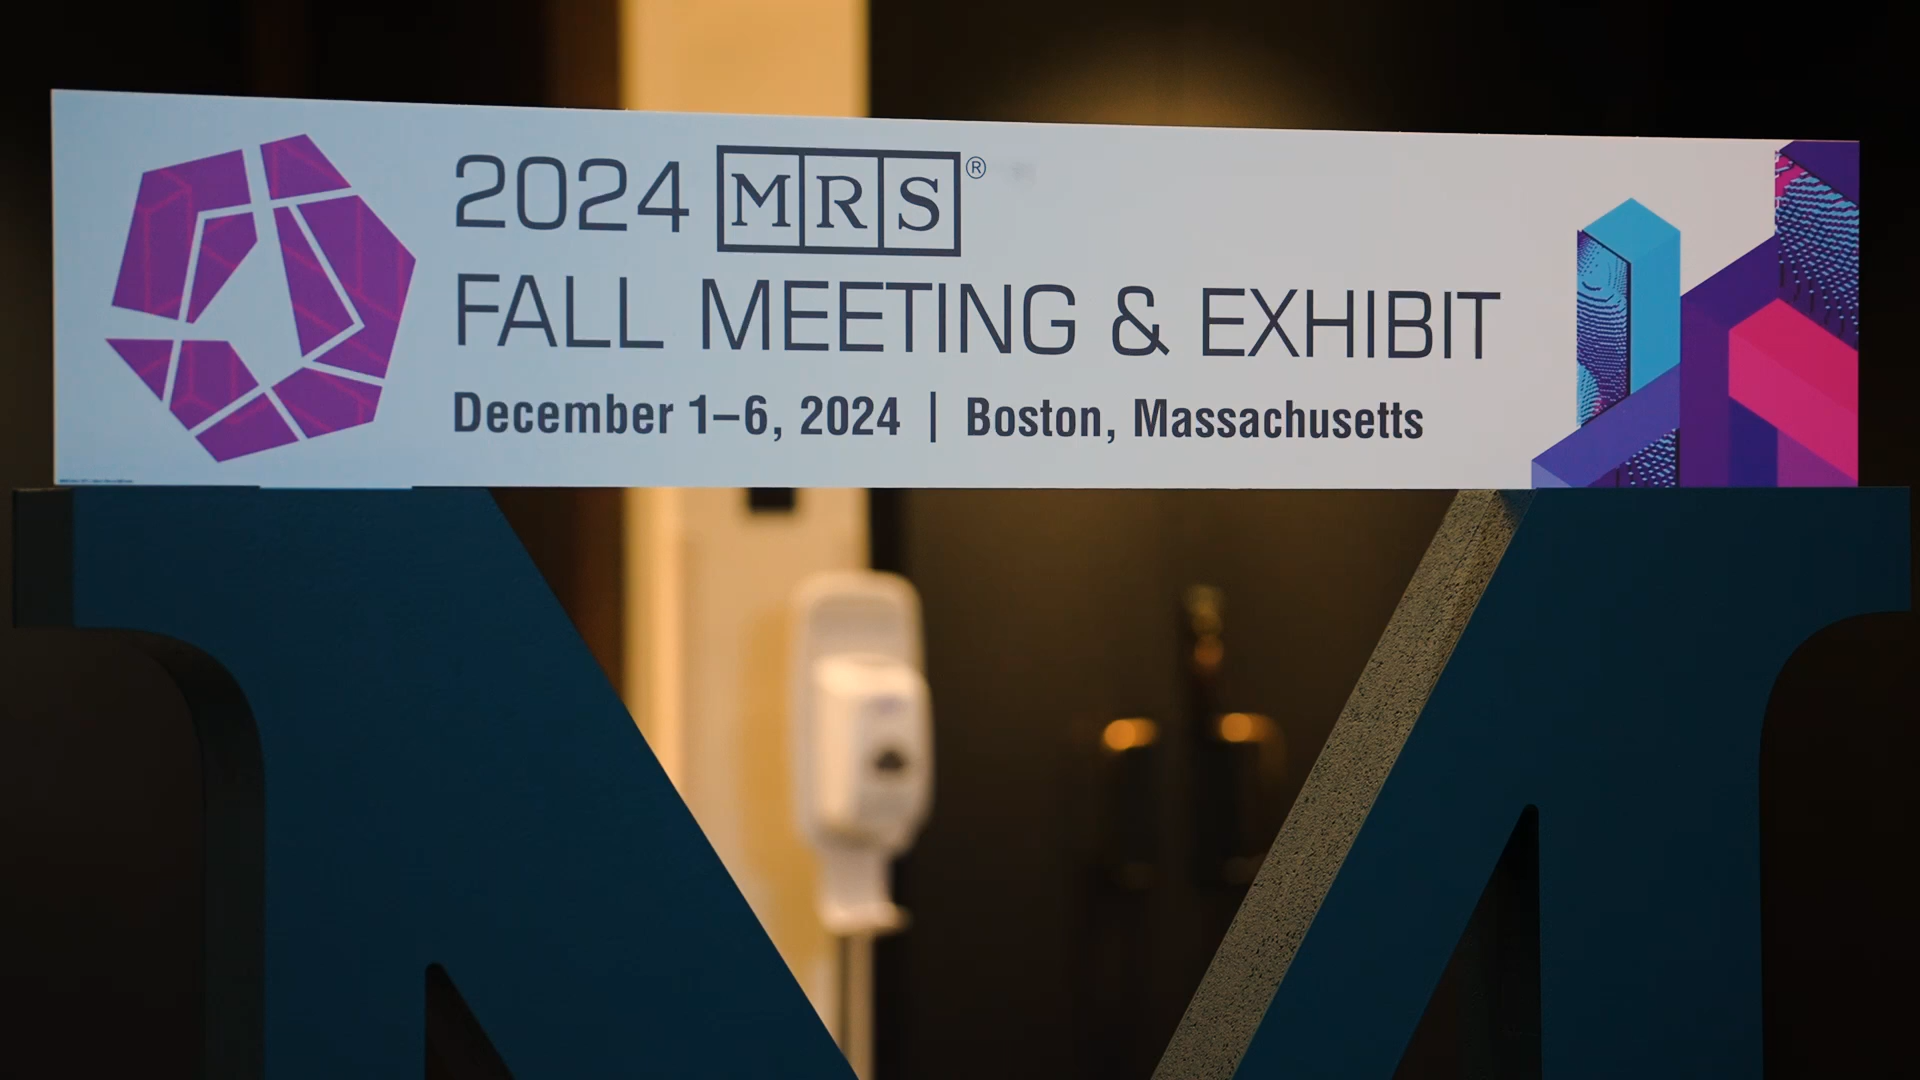 2024 MRS®
FALL MEETING & EXHIBIT
December 1–6, 2024 | Boston, Massachusetts